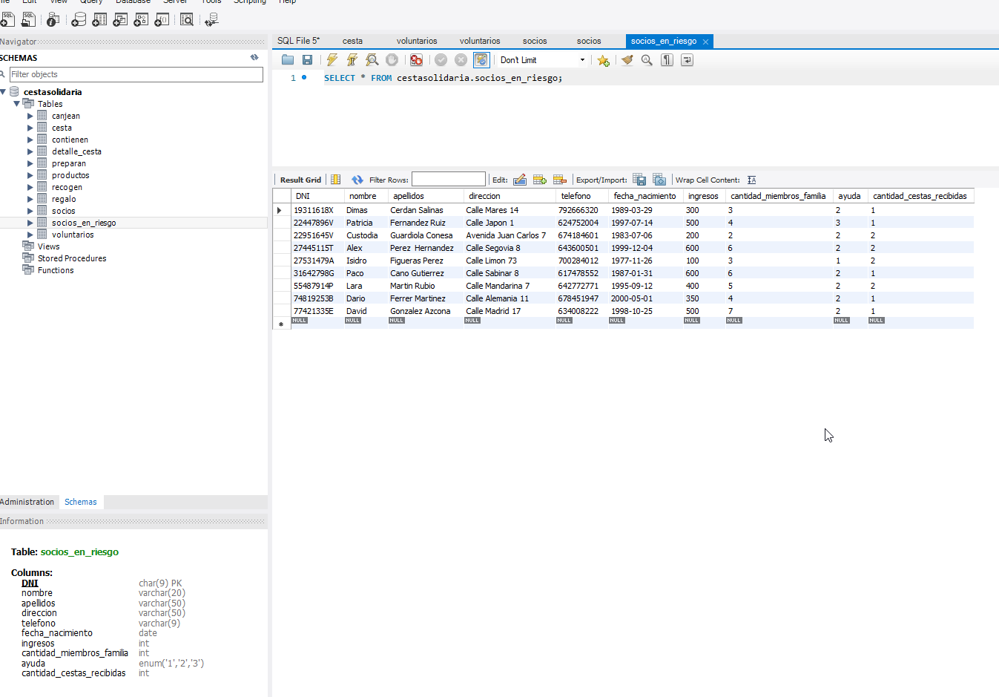 Edit View Query Database Server Tools Scripting Help
Navigator
SCHEMAS
Filter objects
cestasolidaria
Tables
canjean
cesta
contienen
detalle_cesta
preparan
productos
recogen
regalo
socios
socios_en_riesgo
voluntarios
Views
Stored Procedures
Functions
Administration Schemas
Information
Table: socios_en_riesgo
Columns:
DNI char(9) PK
nombre varchar(20)
apellidos varchar(50)
direccion varchar(50)
telefono varchar(9)
fecha_nacimiento date
ingresos int
cantidad_miembros_familia int
ayuda enum('1','2','3')
cantidad_cestas_recibidas int
SQL File 5* cesta voluntarios voluntarios socios socios socios_en_riesgo
Don't Limit
1 SELECT * FROM cestasolidaria.socios_en_riesgo;
Result Grid Filter Rows: Edit: Export/Import: Wrap Cell Content:
DNI nombre apellidos direccion telefono fecha_nacimiento ingresos cantidad_miembros_familia ayuda cantidad_cestas_recibidas
19311618X Dimas Cerdan Salinas Calle Mares 14 792666320 1989-03-29 300 3 2 1
22447896V Patricia Fernandez Ruiz Calle Japon 1 624752004 1997-07-14 500 4 3 1
22951645V Custodia Guardiola Conesa Avenida Juan Carlos 7 674184601 1983-07-06 200 2 2 2
27445115T Alex Perez Hernandez Calle Segovia 8 643600501 1999-12-04 600 6 2 2
27531479A Isidro Figueras Perez Calle Limon 73 700284012 1977-11-26 100 3 1 2
31642798G Paco Cano Gutierrez Calle Sabinar 8 617478552 1987-01-31 600 6 2 1
55487914P Lara Martin Rubio Calle Mandarina 7 642772771 1995-09-12 400 5 2 2
74819253B Dario Ferrer Martinez Calle Alemania 11 678451947 2000-05-01 350 4 2 1
77421335E David Gonzalez Azcona Calle Madrid 17 634008222 1998-10-25 500 7 2 1
NULL NULL NULL NULL NULL NULL NULL NULL NULL NULL